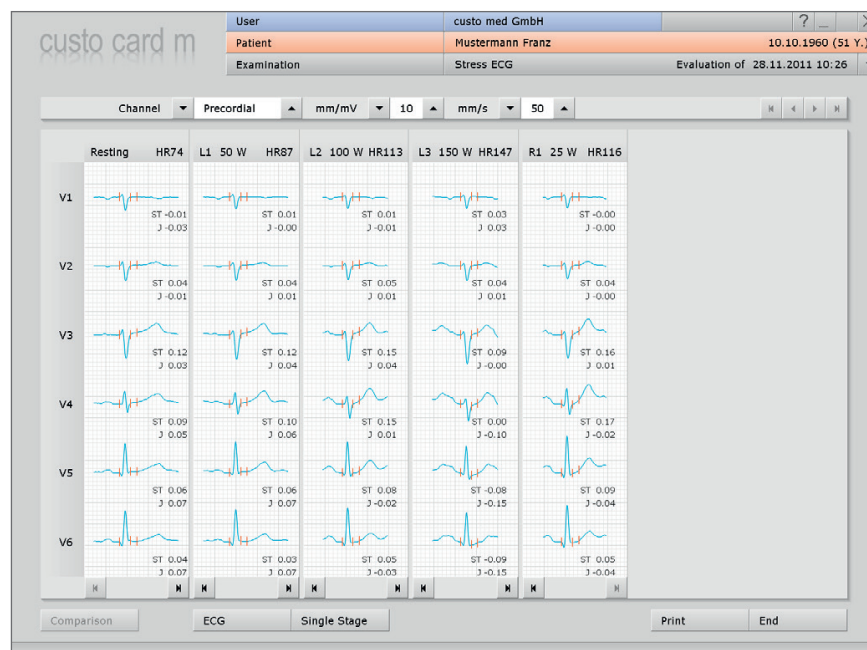 custo card m
User custo med GmbH ? _
Patient Mustermann Franz 10.10.1960 (51 Y.)
Examination Stress ECG Evaluation of 28.11.2011 10:26
Channel Precordial mm/mV 10 mm/s 50
Resting HR74 L1 50 W HR87 L2 100 W HR113 L3 150 W HR147 R1 25 W HR116
V1
ST -0.01 ST 0.01 ST 0.01 ST 0.03 ST -0.00
J -0.03 J -0.00 J -0.01 J 0.03 J -0.00
V2
ST 0.04 ST 0.04 ST 0.05 ST 0.04 ST 0.04
J -0.01 J 0.01 J 0.01 J 0.01 J -0.00
V3
ST 0.12 ST 0.12 ST 0.15 ST 0.09 ST 0.16
J 0.03 J 0.04 J 0.04 J -0.00 J 0.01
V4
ST 0.09 ST 0.10 ST 0.15 ST 0.00 ST 0.17
J 0.05 J 0.06 J 0.01 J -0.10 J -0.02
V5
ST 0.06 ST 0.06 ST 0.08 ST -0.08 ST 0.09
J 0.07 J 0.07 J -0.02 J -0.15 J -0.04
V6
ST 0.04 ST 0.03 ST 0.05 ST -0.09 ST 0.05
J 0.07 J 0.07 J -0.03 J -0.15 J -0.04
Comparison ECG Single Stage Print End